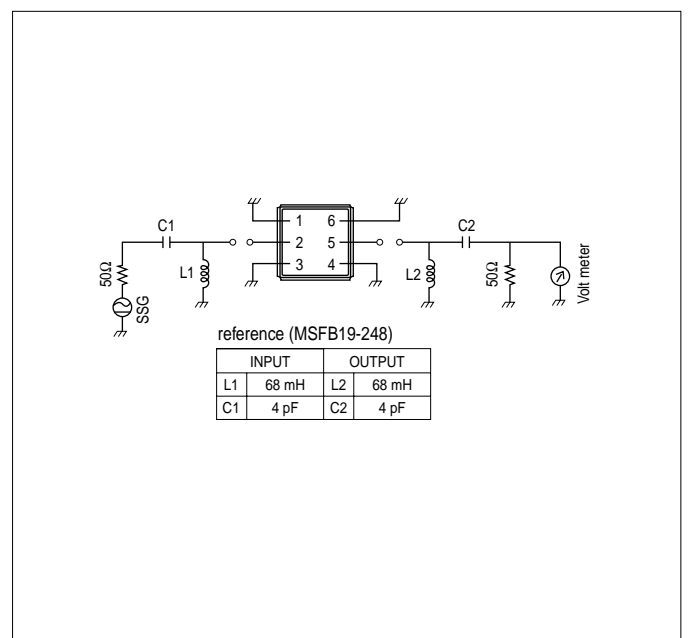 1 6
C1 C2
2 5
L1 3 4 L2
50Ω 50Ω
SSG Volt meter
reference (MSFB19-248)
INPUT OUTPUT
L1 68 mH L2 68 mH
C1 4 pF C2 4 pF